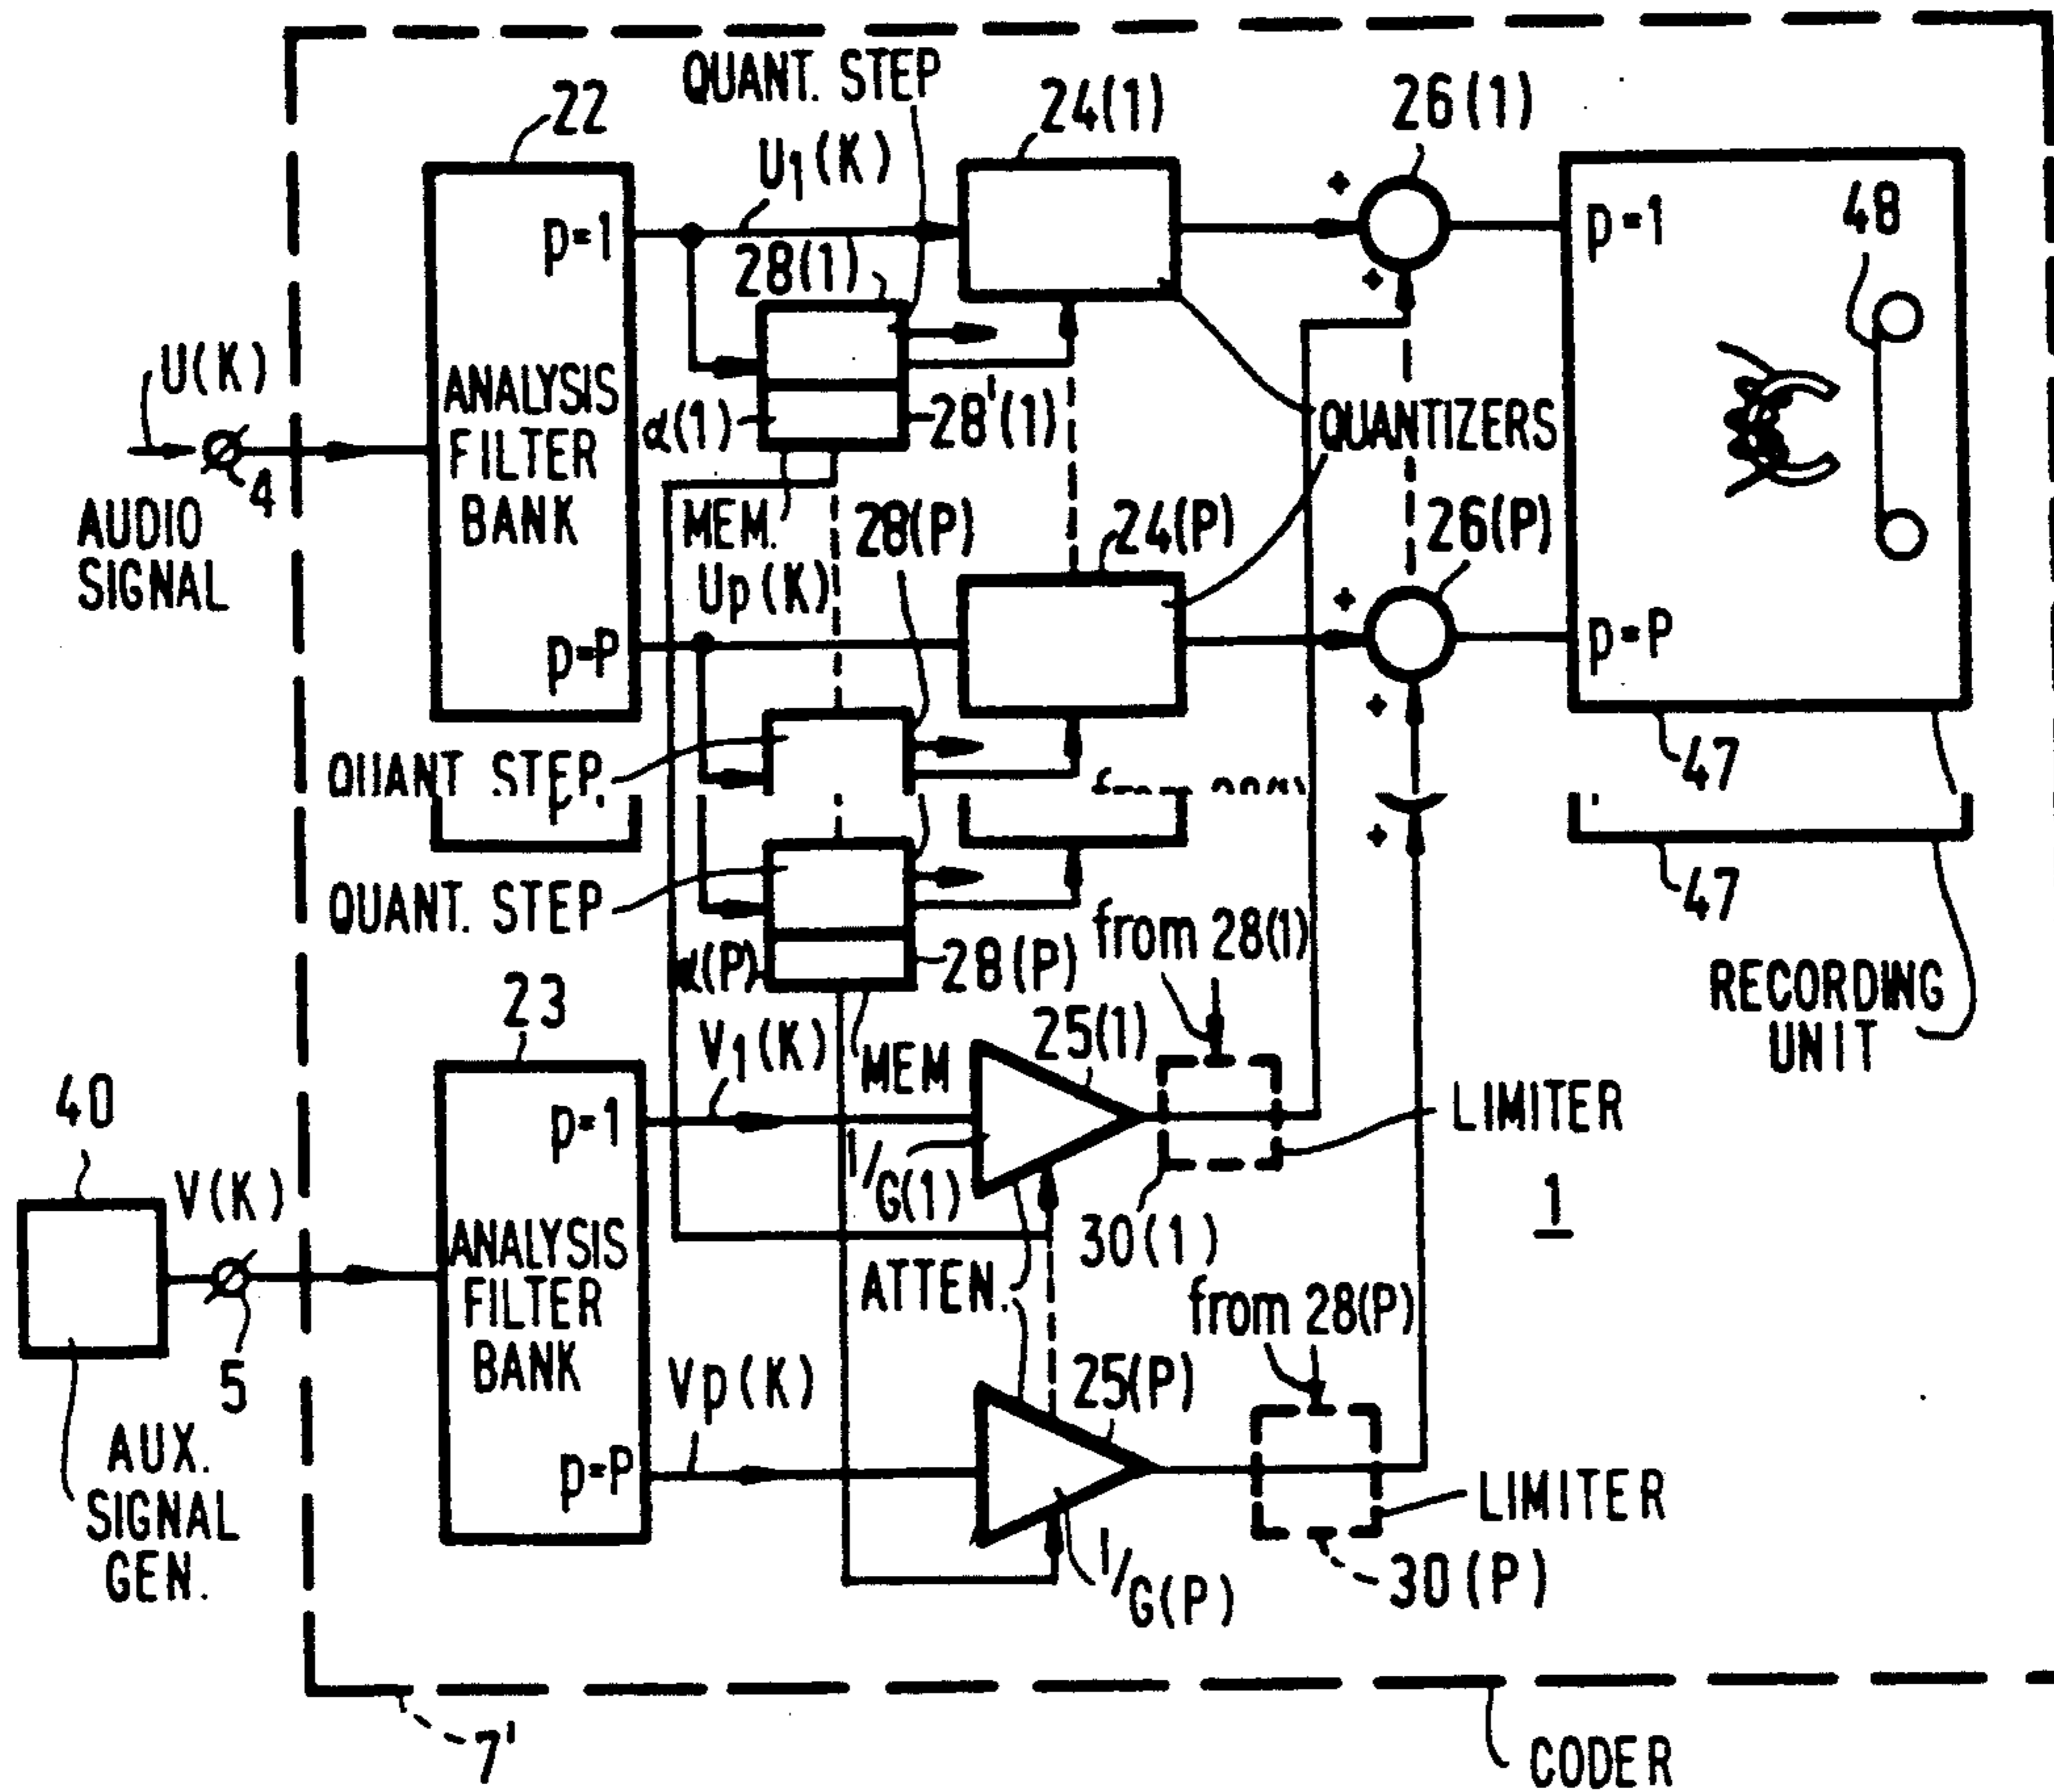 QUANT. STEP
22
24(1)
26(1)
U1(K)
p=1
28(1)
p=1
48
U(K)
ANALYSIS
FILTER
BANK
α(1)
28'(1)
QUANTIZERS
4
AUDIO
SIGNAL
MEM.
28(P)
24(P)
26(P)
Up(K)
p=P
p=P
QUANT STEP
47
QUANT. STEP
47
from 28(1)
α(P)
28(P)
RECORDING
UNIT
23
V1(K)
MEM
25(1)
40
p=1
LIMITER
1/G(1)
V(K)
30(1)
1
ANALYSIS
FILTER
BANK
ATTEN.
from 28(P)
5
Vp(K)
25(P)
AUX.
SIGNAL
GEN.
p=P
LIMITER
1/G(P)
30(P)
7'
CODER